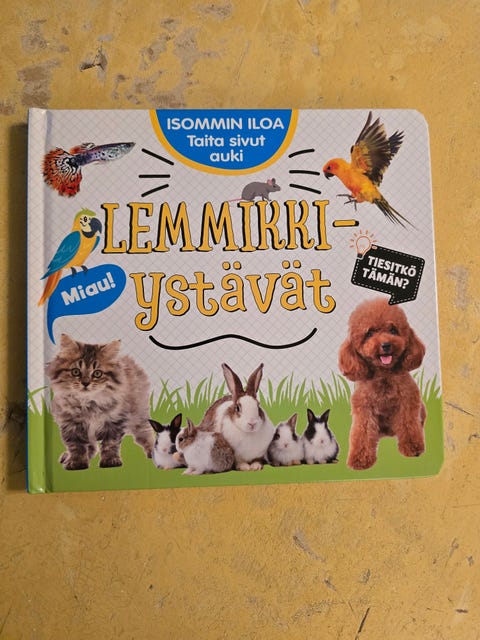 ISOMMIN ILOA
Taita sivut
auki
LEMMIKKI-
ystävät
Miau!
TIESITKÖ
TÄMÄN?